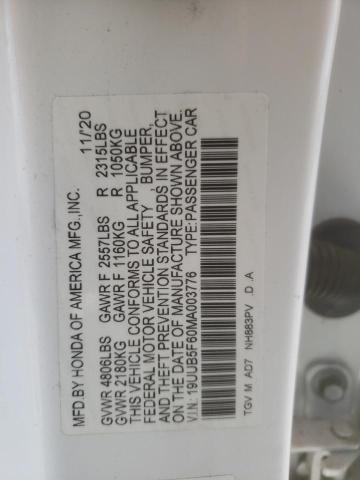 MFD.BY HONDA OF AMERICA MFG.,INC. 11/20
GVWR 4806LBS GAWR F 2557LBS R 2315LBS
GVWR 2180KG GAWR F 1160KG R 1050KG
THIS VEHICLE CONFORMS TO ALL APPLICABLE
FEDERAL MOTOR VEHICLE SAFETY BUMPER,
AND THEFT PREVENTION STANDARDS IN EFFECT
ON THE DATE OF MANUFACTURE SHOWN ABOVE.
V.I.N.: 19UUB5F60MA003776 TYPE:PASSENGER CAR
TGV M AD7 NH883PV D .A